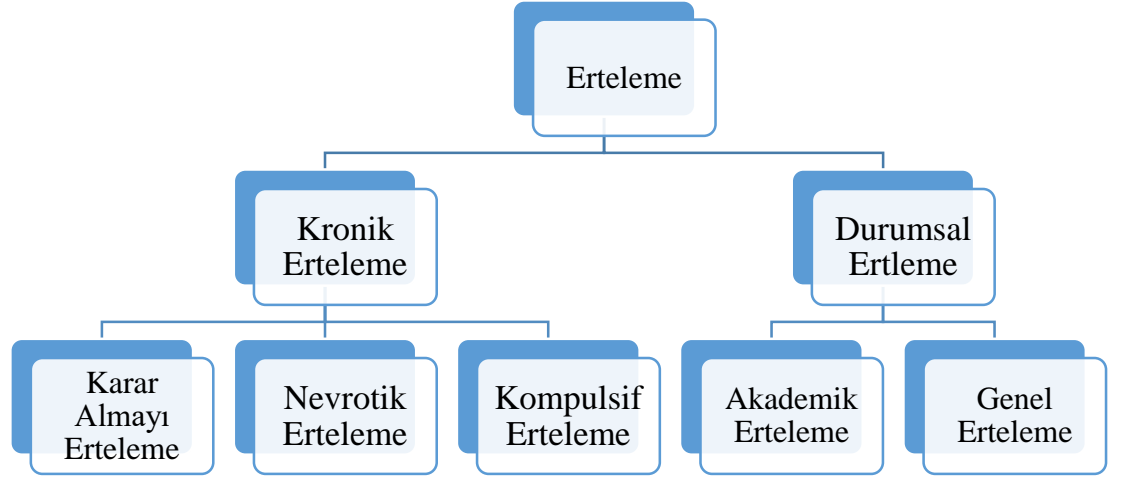 Erteleme
Kronik
Erteleme
Durumsal
Ertleme
Karar
Almayı
Erteleme
Nevrotik
Erteleme
Kompulsif
Erteleme
Akademik
Erteleme
Genel
Erteleme